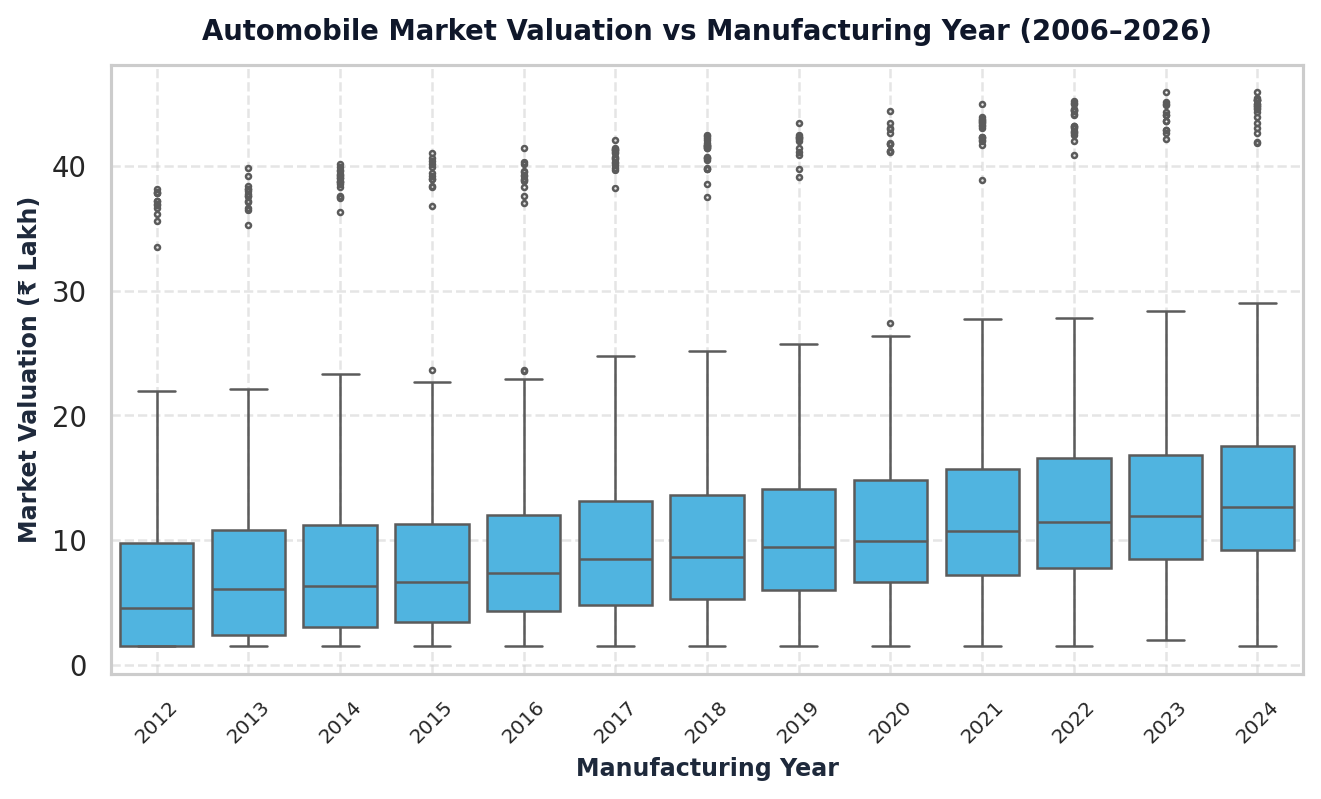 Automobile Market Valuation vs Manufacturing Year (2006–2026)
Market Valuation (₹ Lakh)
40
30
20
10
0
2012 2013 2014 2015 2016 2017 2018 2019 2020 2021 2022 2023 2024
Manufacturing Year